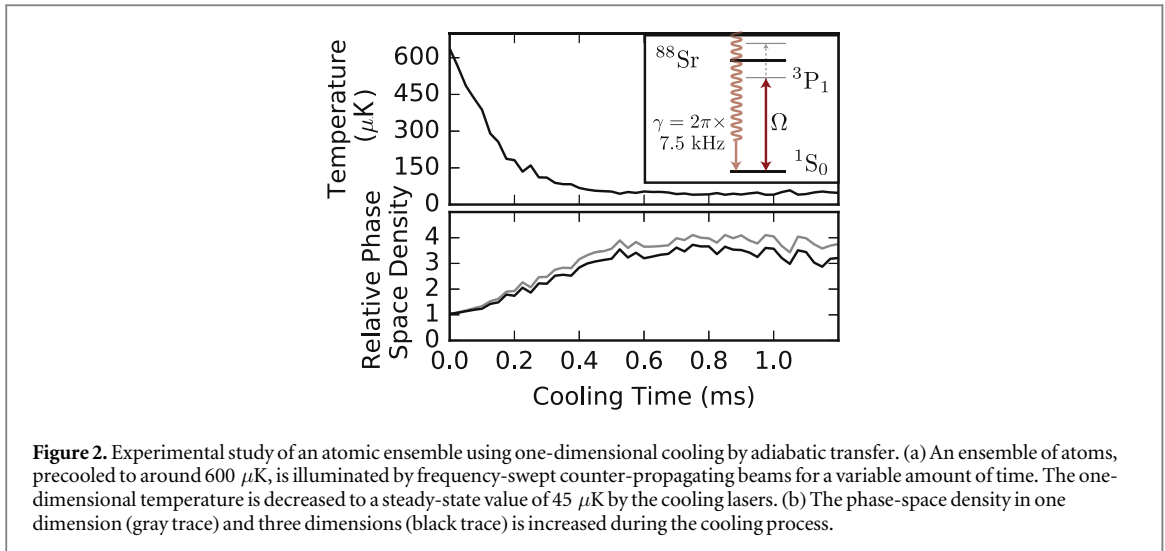 Temperature
(μK)
600
450
300
150
0
⁸⁸Sr
³P₁
γ = 2π×
7.5 kHz
Ω
¹S₀
Relative Phase
Space Density
4
3
2
1
0
0.0 0.2 0.4 0.6 0.8 1.0
Cooling Time (ms)
Figure 2. Experimental study of an atomic ensemble using one-dimensional cooling by adiabatic transfer. (a) An ensemble of atoms,
precooled to around 600 μK, is illuminated by frequency-swept counter-propagating beams for a variable amount of time. The one-
dimensional temperature is decreased to a steady-state value of 45 μK by the cooling lasers. (b) The phase-space density in one
dimension (gray trace) and three dimensions (black trace) is increased during the cooling process.